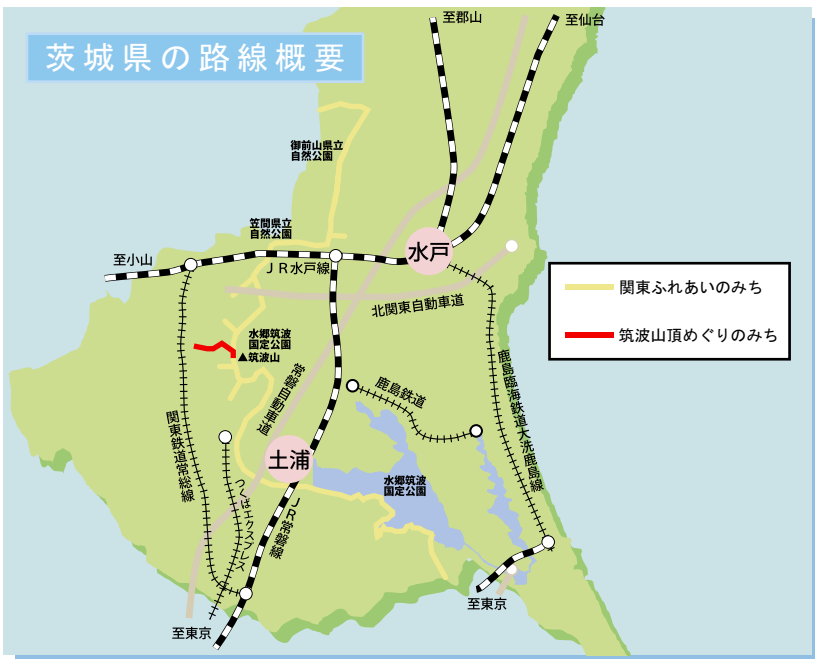 茨城県の路線概要
至郡山
至仙台
御前山県立
自然公園
笠間県立
自然公園
水戸
至小山
JR水戸線
北関東自動車道
関東ふれあいのみち
筑波山頂めぐりのみち
水郷筑波
国定公園
▲筑波山
常磐自動車道
鹿島鉄道
鹿島臨海鉄道大洗鹿島線
関東鉄道常総線
土浦
水郷筑波
国定公園
つくばエクスプレス
JR常磐線
至東京
至東京